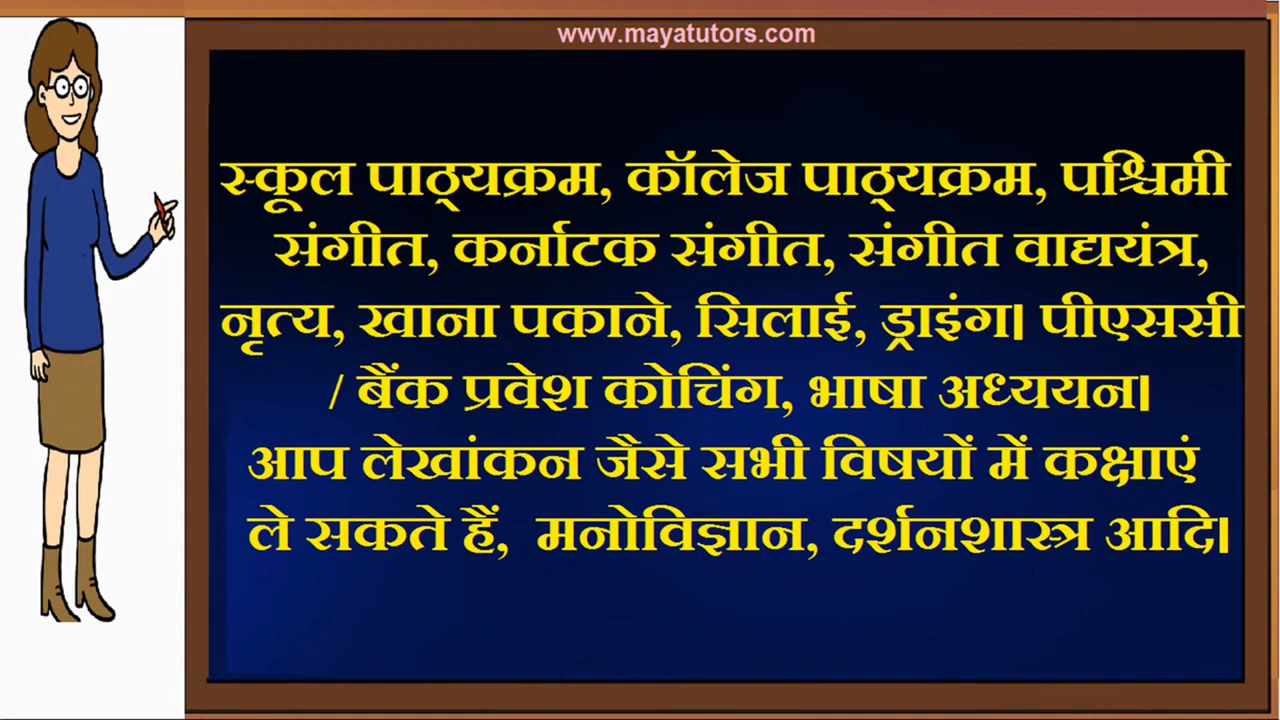 www.mayatutors.com
स्कूल पाठ्यक्रम, कॉलेज पाठ्यक्रम, पश्चिमी
संगीत, कर्नाटक संगीत, संगीत वाद्ययंत्र,
नृत्य, खाना पकाने, सिलाई, ड्राइंग। पीएससी
/ बैंक प्रवेश कोचिंग, भाषा अध्ययन।
आप लेखांकन जैसे सभी विषयों में कक्षाएं
ले सकते हैं, मनोविज्ञान, दर्शनशास्त्र आदि।